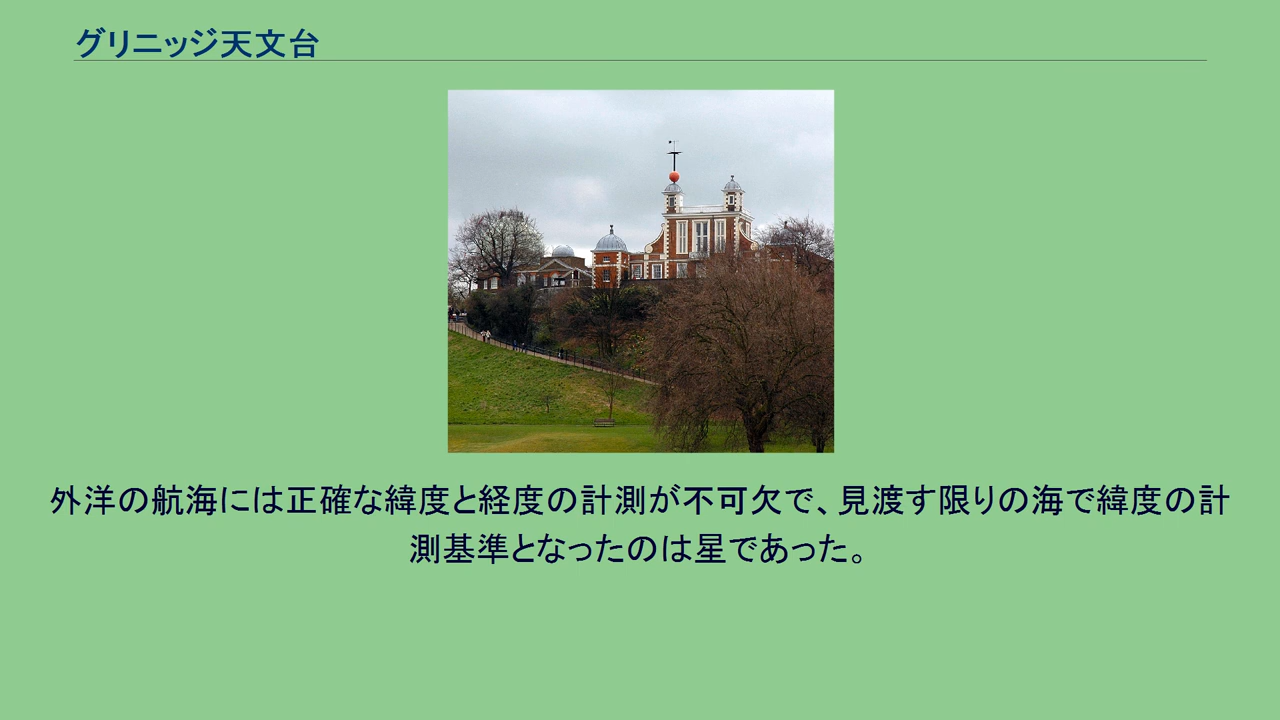 グリニッジ天文台
外洋の航海には正確な緯度と経度の計測が不可欠で、見渡す限りの海で緯度の計
測基準となったのは星であった。